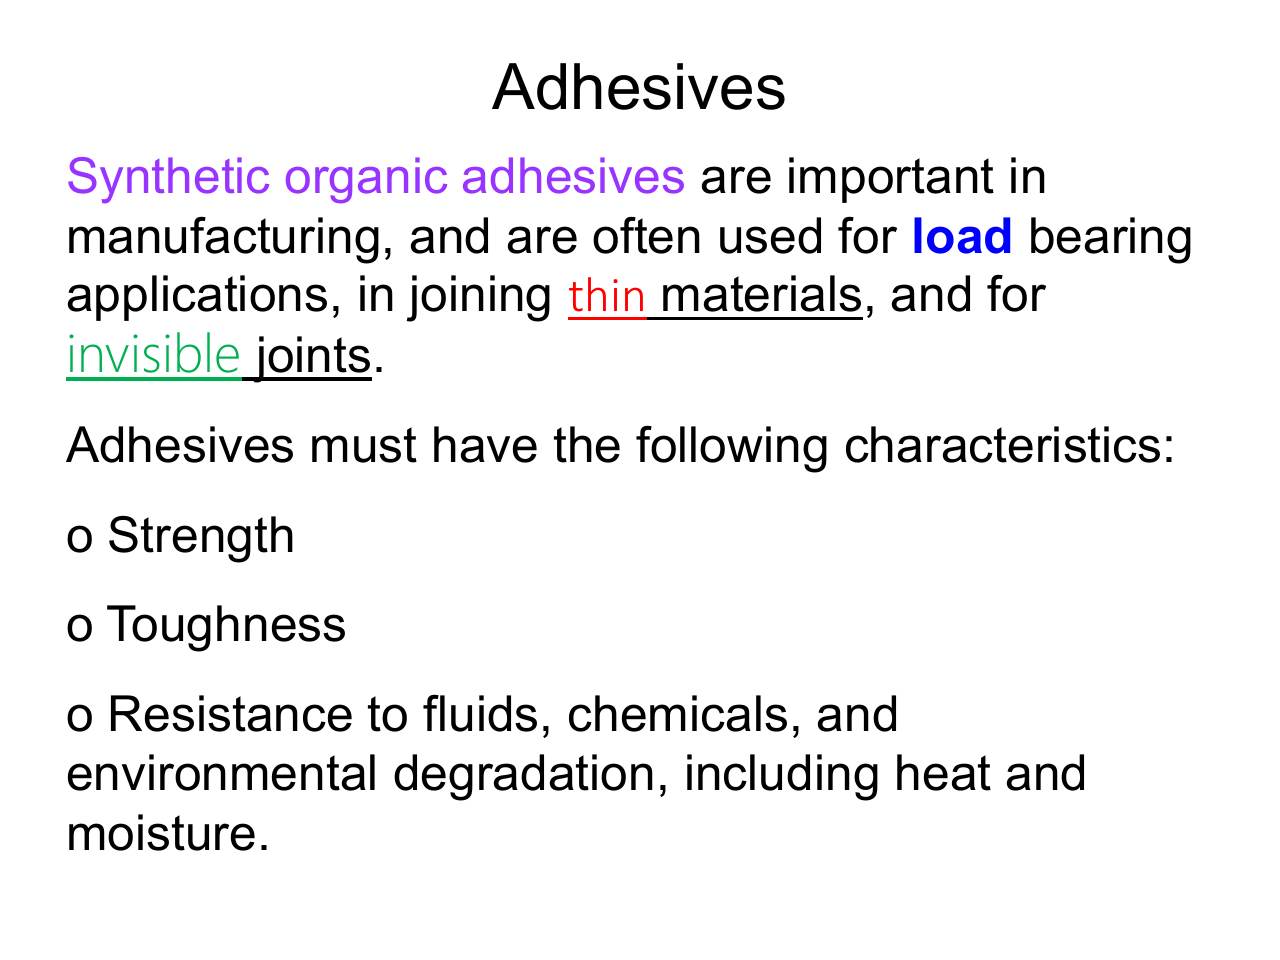 Adhesives
Synthetic organic adhesives are important in
manufacturing, and are often used for load bearing
applications, in joining thin materials, and for
invisible joints.
Adhesives must have the following characteristics:
o Strength
o Toughness
o Resistance to fluids, chemicals, and
environmental degradation, including heat and
moisture.